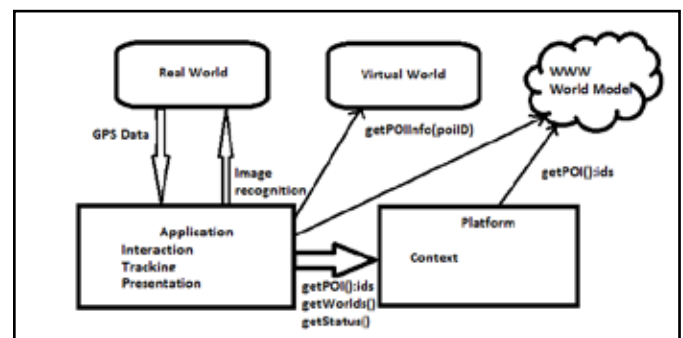 Real World
Virtual World
WWW
World Model
GPS Data
getPOIInfo(poiID)
Image
recognition
getPOI():ids
Application
Interaction
Tracking
Presentation
Platform
Context
getPOI():ids
getWorlds()
getStatus()